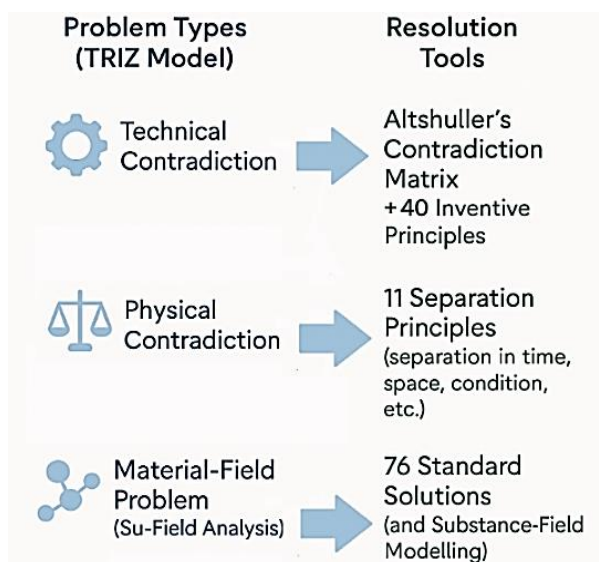 Problem Types
(TRIZ Model)
Resolution
Tools
Technical
Contradiction
Altshuller's
Contradiction
Matrix
+40 Inventive
Principles
Physical
Contradiction
11 Separation
Principles
(separation in time,
space, condition,
etc.)
Material-Field
Problem
(Su-Field Analysis)
76 Standard
Solutions
(and Substance-Field
Modelling)